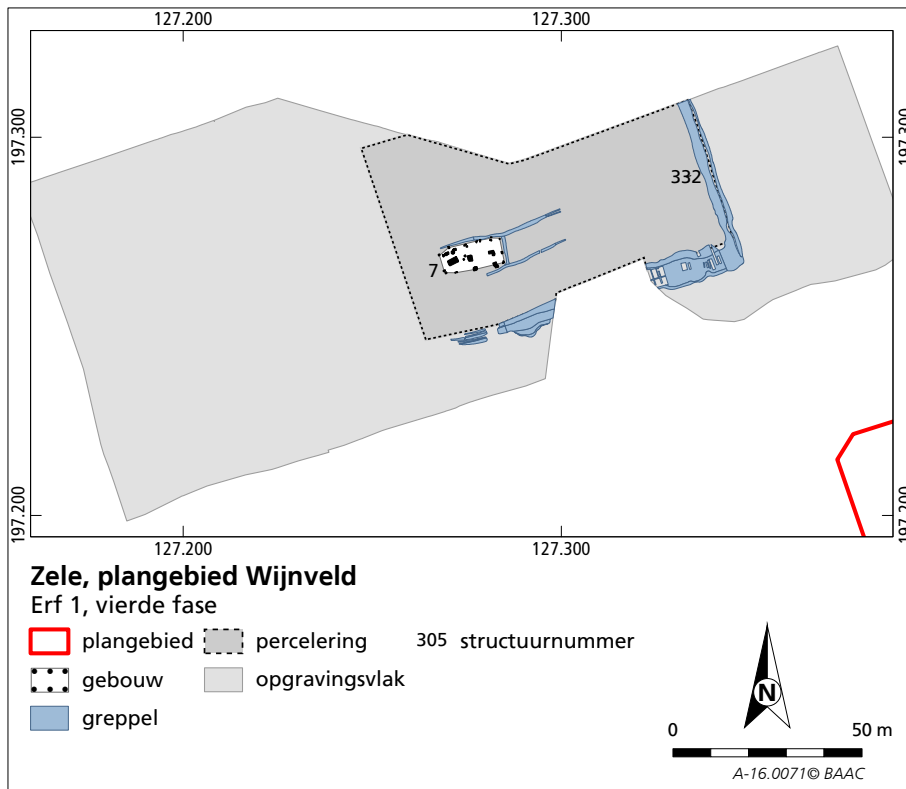 127.200 127.300
197.300 197.300
332
7
197.200 197.200
127.200 127.300
Zele, plangebied Wijnveld
Erf 1, vierde fase
plangebied percelering 305 structuurnummer
gebouw opgravingsvlak
greppel
N
0 50 m
A-16.0071© BAAC